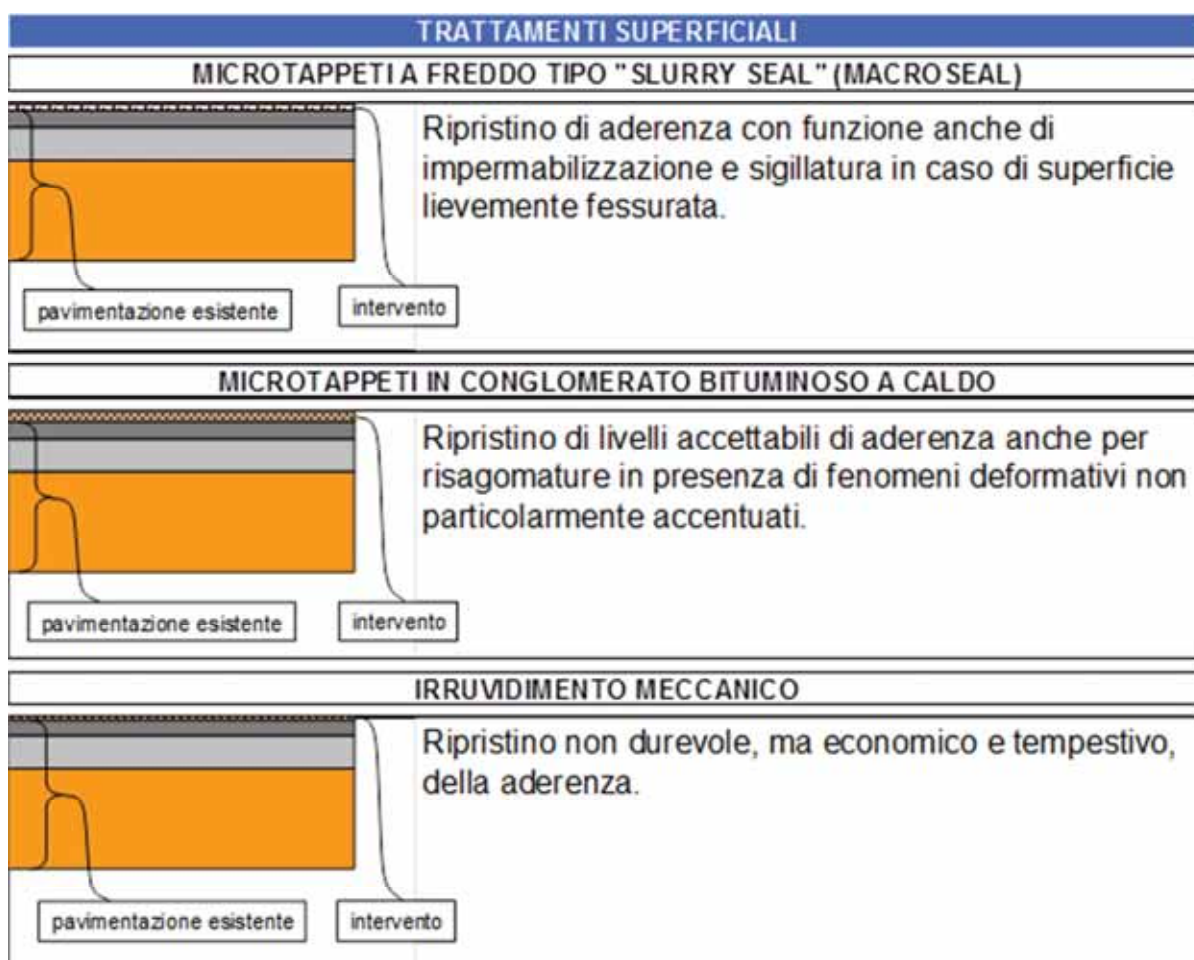 TRATTAMENTI SUPERFICIALI
MICROTAPPETI A FREDDO TIPO "SLURRY SEAL" (MACROSEAL)
Ripristino di aderenza con funzione anche di
impermabilizzazione e sigillatura in caso di superficie
lievemente fessurata.
pavimentazione esistente
intervento
MICROTAPPETI IN CONGLOMERATO BITUMINOSO A CALDO
Ripristino di livelli accettabili di aderenza anche per
risagomature in presenza di fenomeni deformativi non
particolarmente accentuati.
pavimentazione esistente
intervento
IRRUVIDIMENTO MECCANICO
Ripristino non durevole, ma economico e tempestivo,
della aderenza.
pavimentazione esistente
intervento